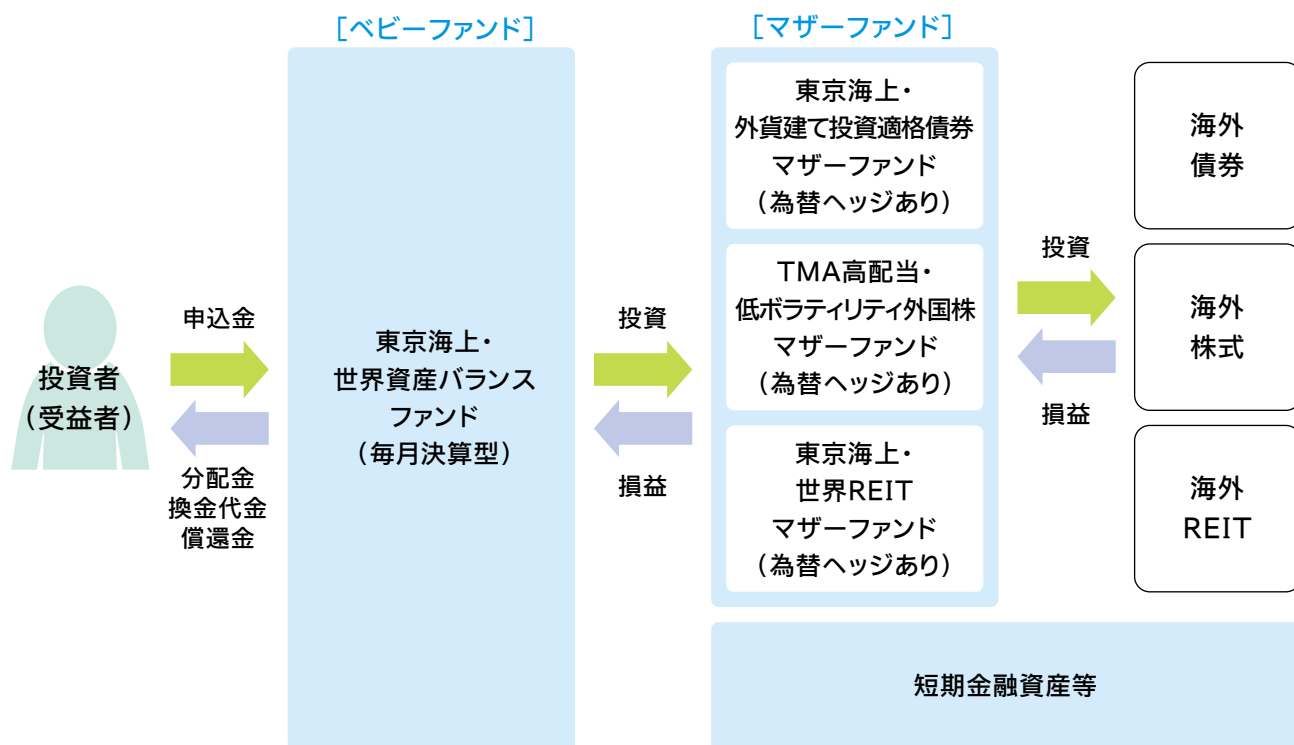 ［ベビーファンド］
［マザーファンド］
投資者
（受益者）
申込金
分配金
換金代金
償還金
東京海上・
世界資産バランス
ファンド
（毎月決算型）
投資
損益
東京海上・
外貨建て投資適格債券
マザーファンド
（為替ヘッジあり）
TMA高配当・
低ボラティリティ外国株
マザーファンド
（為替ヘッジあり）
東京海上・
世界REIT
マザーファンド
（為替ヘッジあり）
投資
損益
海外
債券
海外
株式
海外
REIT
短期金融資産等